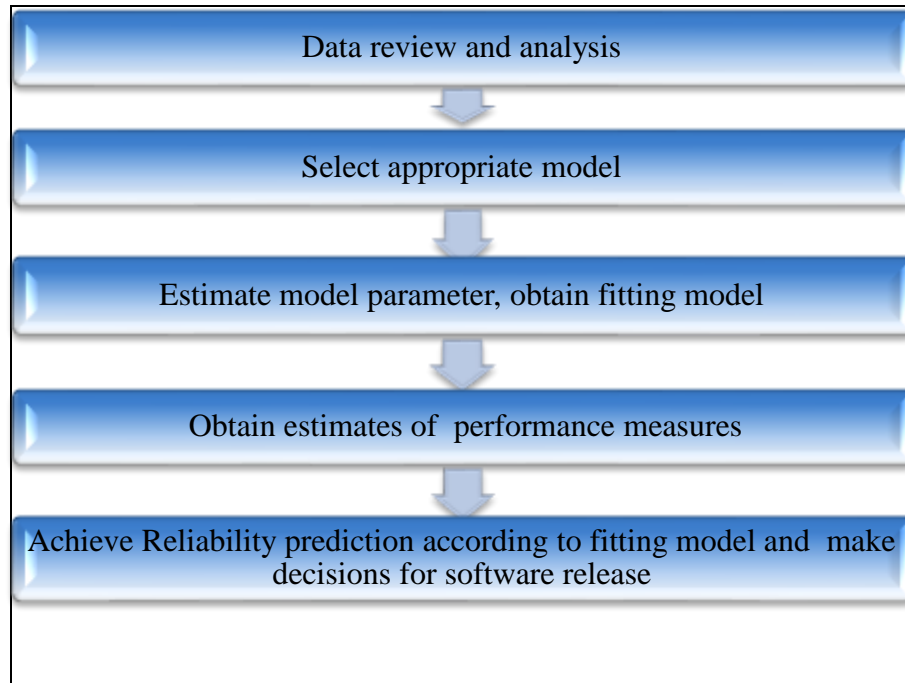 Data review and analysis
Select appropriate model
Estimate model parameter, obtain fitting model
Obtain estimates of  performance measures
Achieve Reliability prediction according to fitting model and  make
decisions for software release